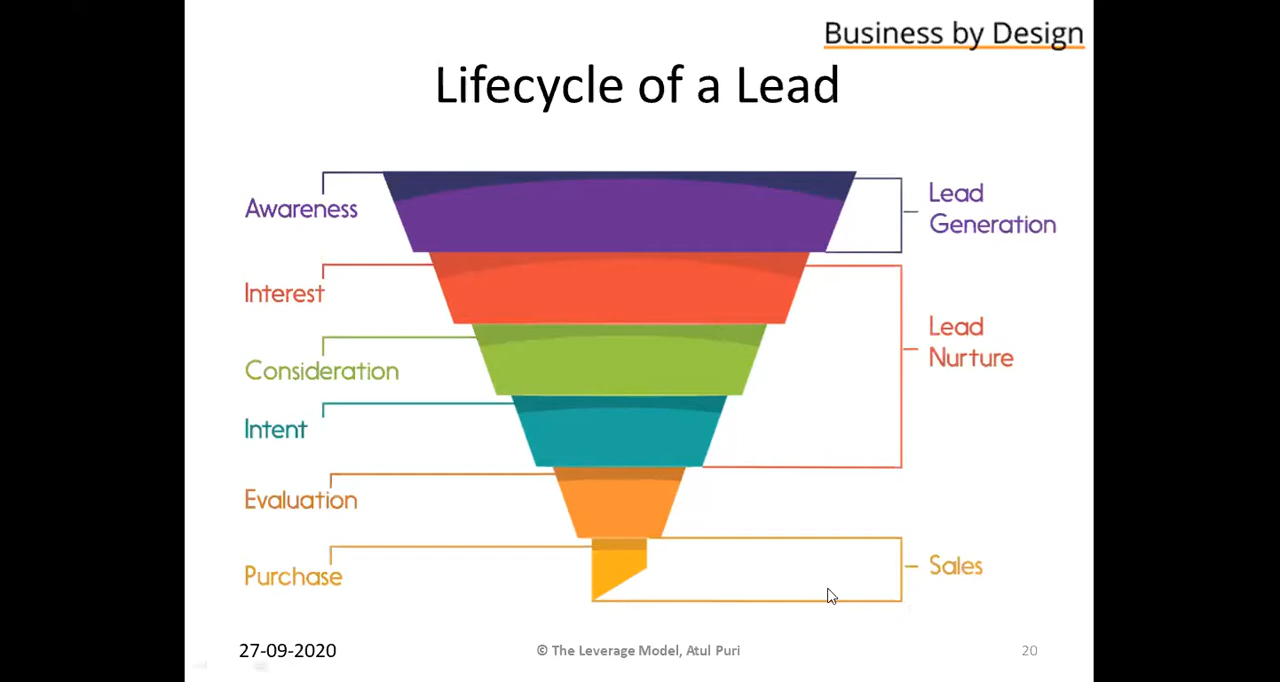 Business by Design
Lifecycle of a Lead
Awareness
Interest
Consideration
Intent
Evaluation
Purchase
Lead
Generation
Lead
Nurture
Sales
27-09-2020
© The Leverage Model, Atul Puri
20